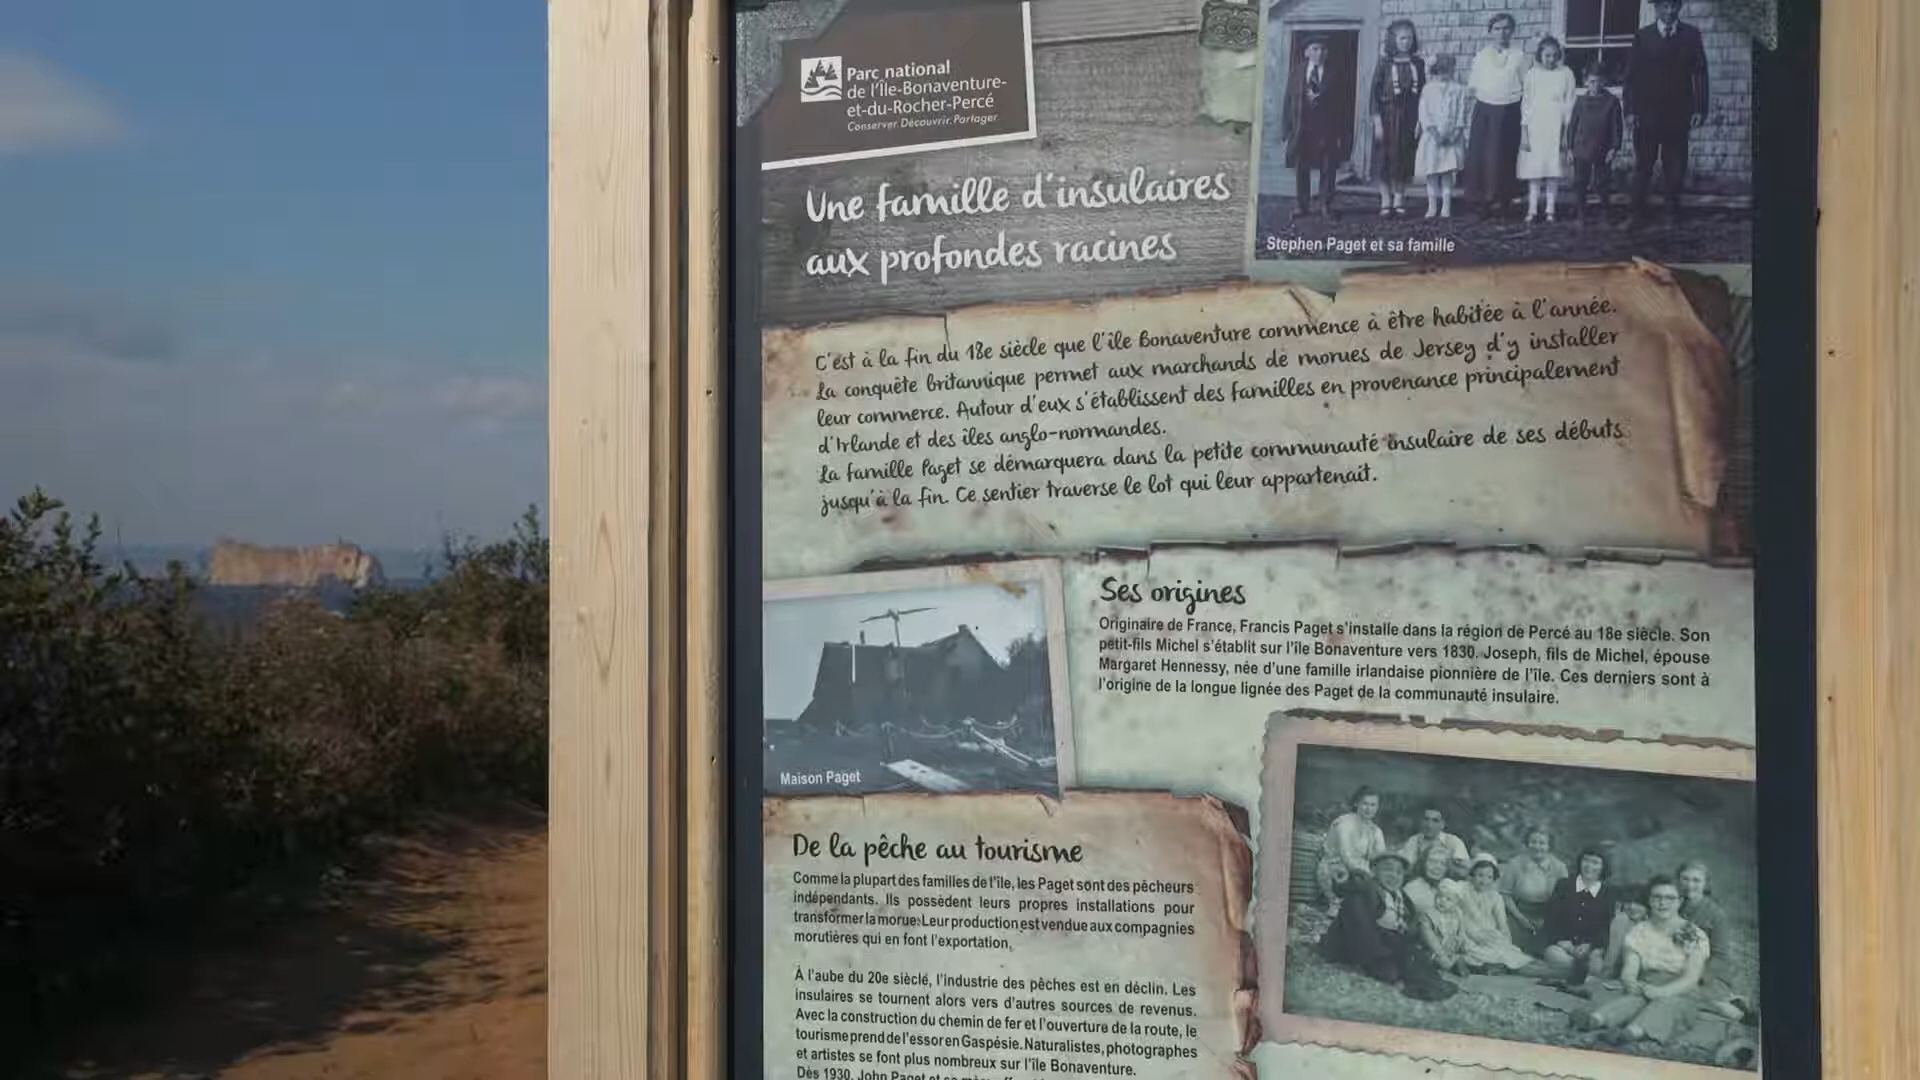 Parc national
de l'Île-Bonaventure-
et-du-Rocher-Percé
Conserver. Découvrir. Partager.
Une famille d'insulaires
aux profondes racines
Stephen Paget et sa famille
C'est à la fin du 18e siècle que l'île Bonaventure commence à être habitée à l'année.
La conquête britannique permet aux marchands de morues de Jersey d'y installer
leur commerce. Autour d'eux s'établissent des familles en provenance principalement
d'Irlande et des îles anglo-normandes.
La famille Paget se démarquera dans la petite communauté insulaire de ses débuts
jusqu'à la fin. Ce sentier traverse le lot qui leur appartenait.
Ses origines
Originaire de France, Francis Paget s'installe dans la région de Percé au 18e siècle. Son
petit-fils Michel s'établit sur l'île Bonaventure vers 1830. Joseph, fils de Michel, épouse
Margaret Hennessy, née d'une famille irlandaise pionnière de l'île. Ces derniers sont à
l'origine de la longue lignée des Paget de la communauté insulaire.
Maison Paget
De la pêche au tourisme
Comme la plupart des familles de l'île, les Paget sont des pêcheurs
indépendants. Ils possèdent leurs propres installations pour
transformer la morue. Leur production est vendue aux compagnies
morutières qui en font l'exportation.
À l'aube du 20e siècle, l'industrie des pêches est en déclin. Les
insulaires se tournent alors vers d'autres sources de revenus.
Avec la construction du chemin de fer et l'ouverture de la route, le
tourisme prend de l'essor en Gaspésie. Naturalistes, photographes
et artistes se font plus nombreux sur l'île Bonaventure.
Dès 1930, John Paget et